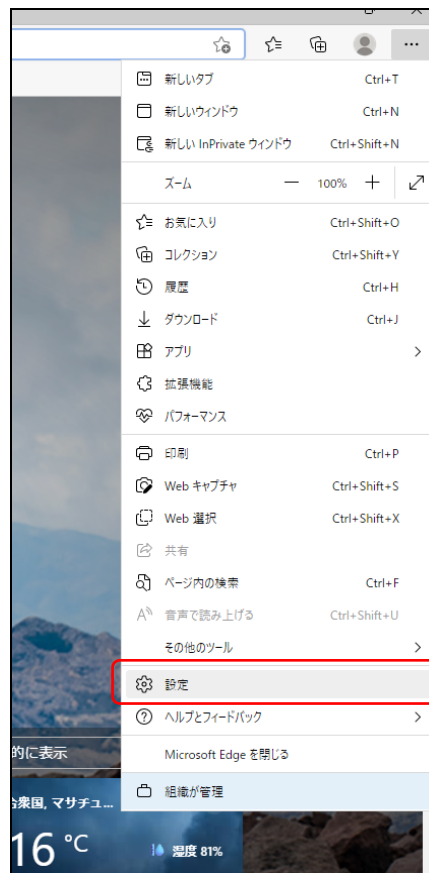 新しいタブ Ctrl+T
新しいウィンドウ Ctrl+N
新しい InPrivate ウィンドウ Ctrl+Shift+N
ズーム — 100% +
お気に入り Ctrl+Shift+O
コレクション Ctrl+Shift+Y
履歴 Ctrl+H
ダウンロード Ctrl+J
アプリ
拡張機能
パフォーマンス
印刷 Ctrl+P
Web キャプチャ Ctrl+Shift+S
Web 選択 Ctrl+Shift+X
共有
ページ内の検索 Ctrl+F
音声で読み上げる Ctrl+Shift+U
その他のツール
設定
ヘルプとフィードバック
的に表示
Microsoft Edge を閉じる
組織が管理
衆国, マサチュ...
16 °C
湿度 81%